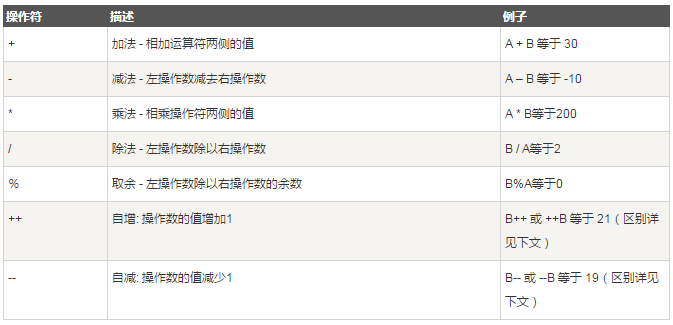 操作符 描述 例子
+ 加法 - 相加运算符两侧的值 A + B 等于 30
- 减法 - 左操作数减去右操作数 A – B 等于 -10
* 乘法 - 相乘操作符两侧的值 A * B等于200
/ 除法 - 左操作数除以右操作数 B / A等于2
% 取余 - 左操作数除以右操作数的余数 B%A等于0
++ 自增: 操作数的值增加1 B++ 或 ++B 等于 21（区别详
见下文）
-- 自减: 操作数的值减少1 B-- 或 --B 等于 19（区别详见
下文）